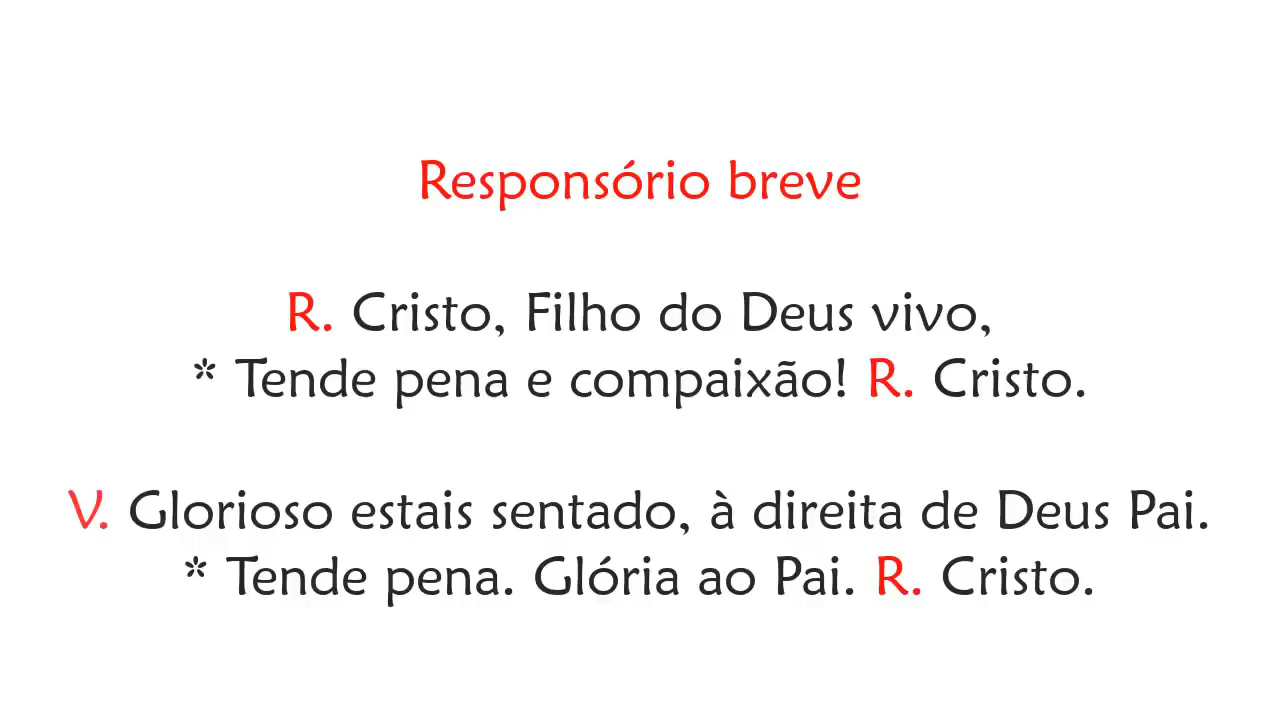 Responsório breve
R. Cristo, Filho do Deus vivo,
* Tende pena e compaixão! R. Cristo.
V. Glorioso estais sentado, à direita de Deus Pai.
* Tende pena. Glória ao Pai. R. Cristo.